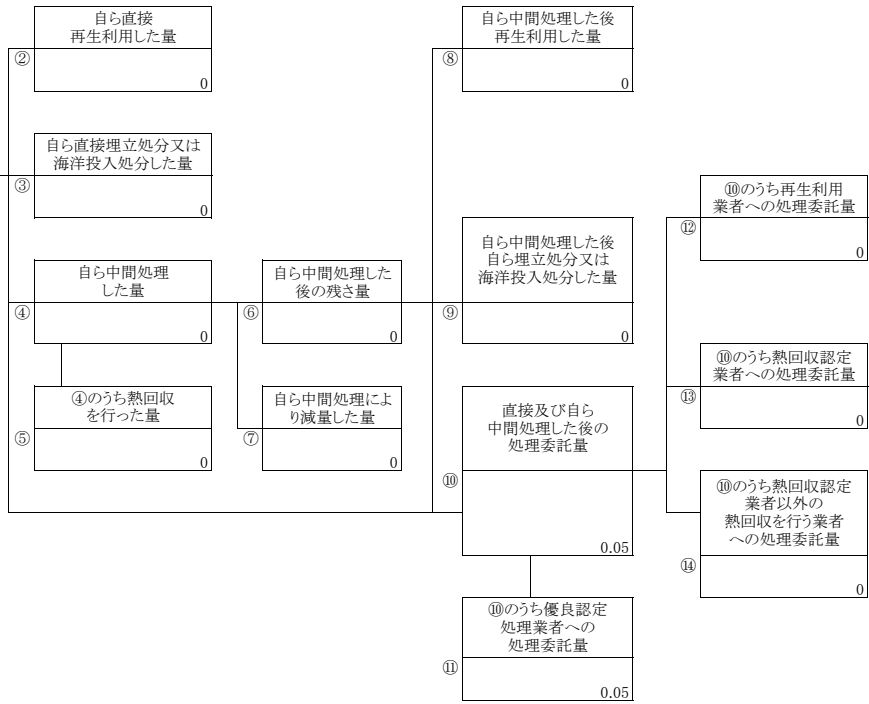 自ら直接
再生利用した量
②
0
自ら直接埋立処分又は
海洋投入処分した量
③
0
自ら中間処理
した量
④
0
④のうち熱回収
を行った量
⑤
0
自ら中間処理した
後の残さ量
⑥
0
自ら中間処理によ
り減量した量
⑦
0
自ら中間処理した後
再生利用した量
⑧
0
自ら中間処理した後
自ら埋立処分又は
海洋投入処分した量
⑨
0
直接及び自ら
中間処理した後の
処理委託量
⑩
0.05
⑩のうち優良認定
処理業者への
処理委託量
⑪
0.05
⑩のうち再生利用
業者への処理委託量
⑫
0
⑩のうち熱回収認定
業者への処理委託量
⑬
0
⑩のうち熱回収認定
業者以外の
熱回収を行う業者
への処理委託量
⑭
0